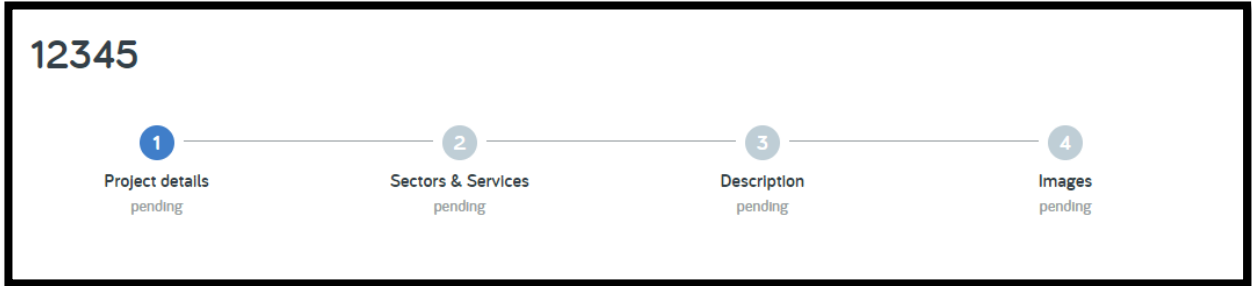 12345
1 2 3 4
Project details Sectors & Services Description Images
pending pending pending pending